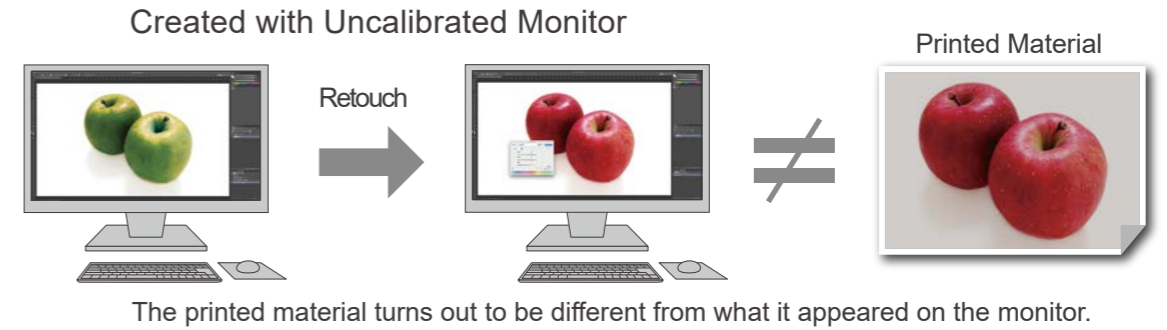 Created with Uncalibrated Monitor
Printed Material
Retouch
The printed material turns out to be different from what it appeared on the monitor.